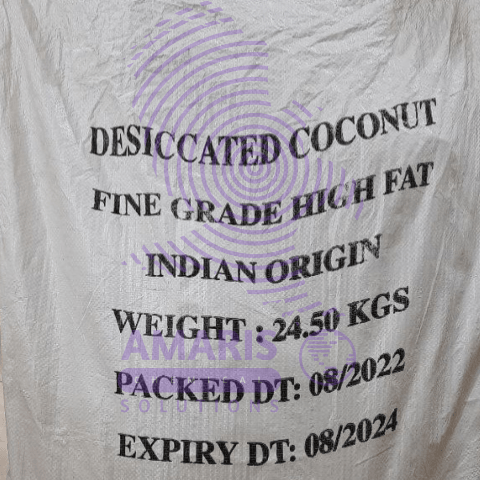 DESICCATED COCONUT
FINE GRADE HIGH FAT
INDIAN ORIGIN
WEIGHT : 24.50 KGS
AMARIS
PACKED DT: 08/2022
SOLUTIONS
EXPIRY DT: 08/2024